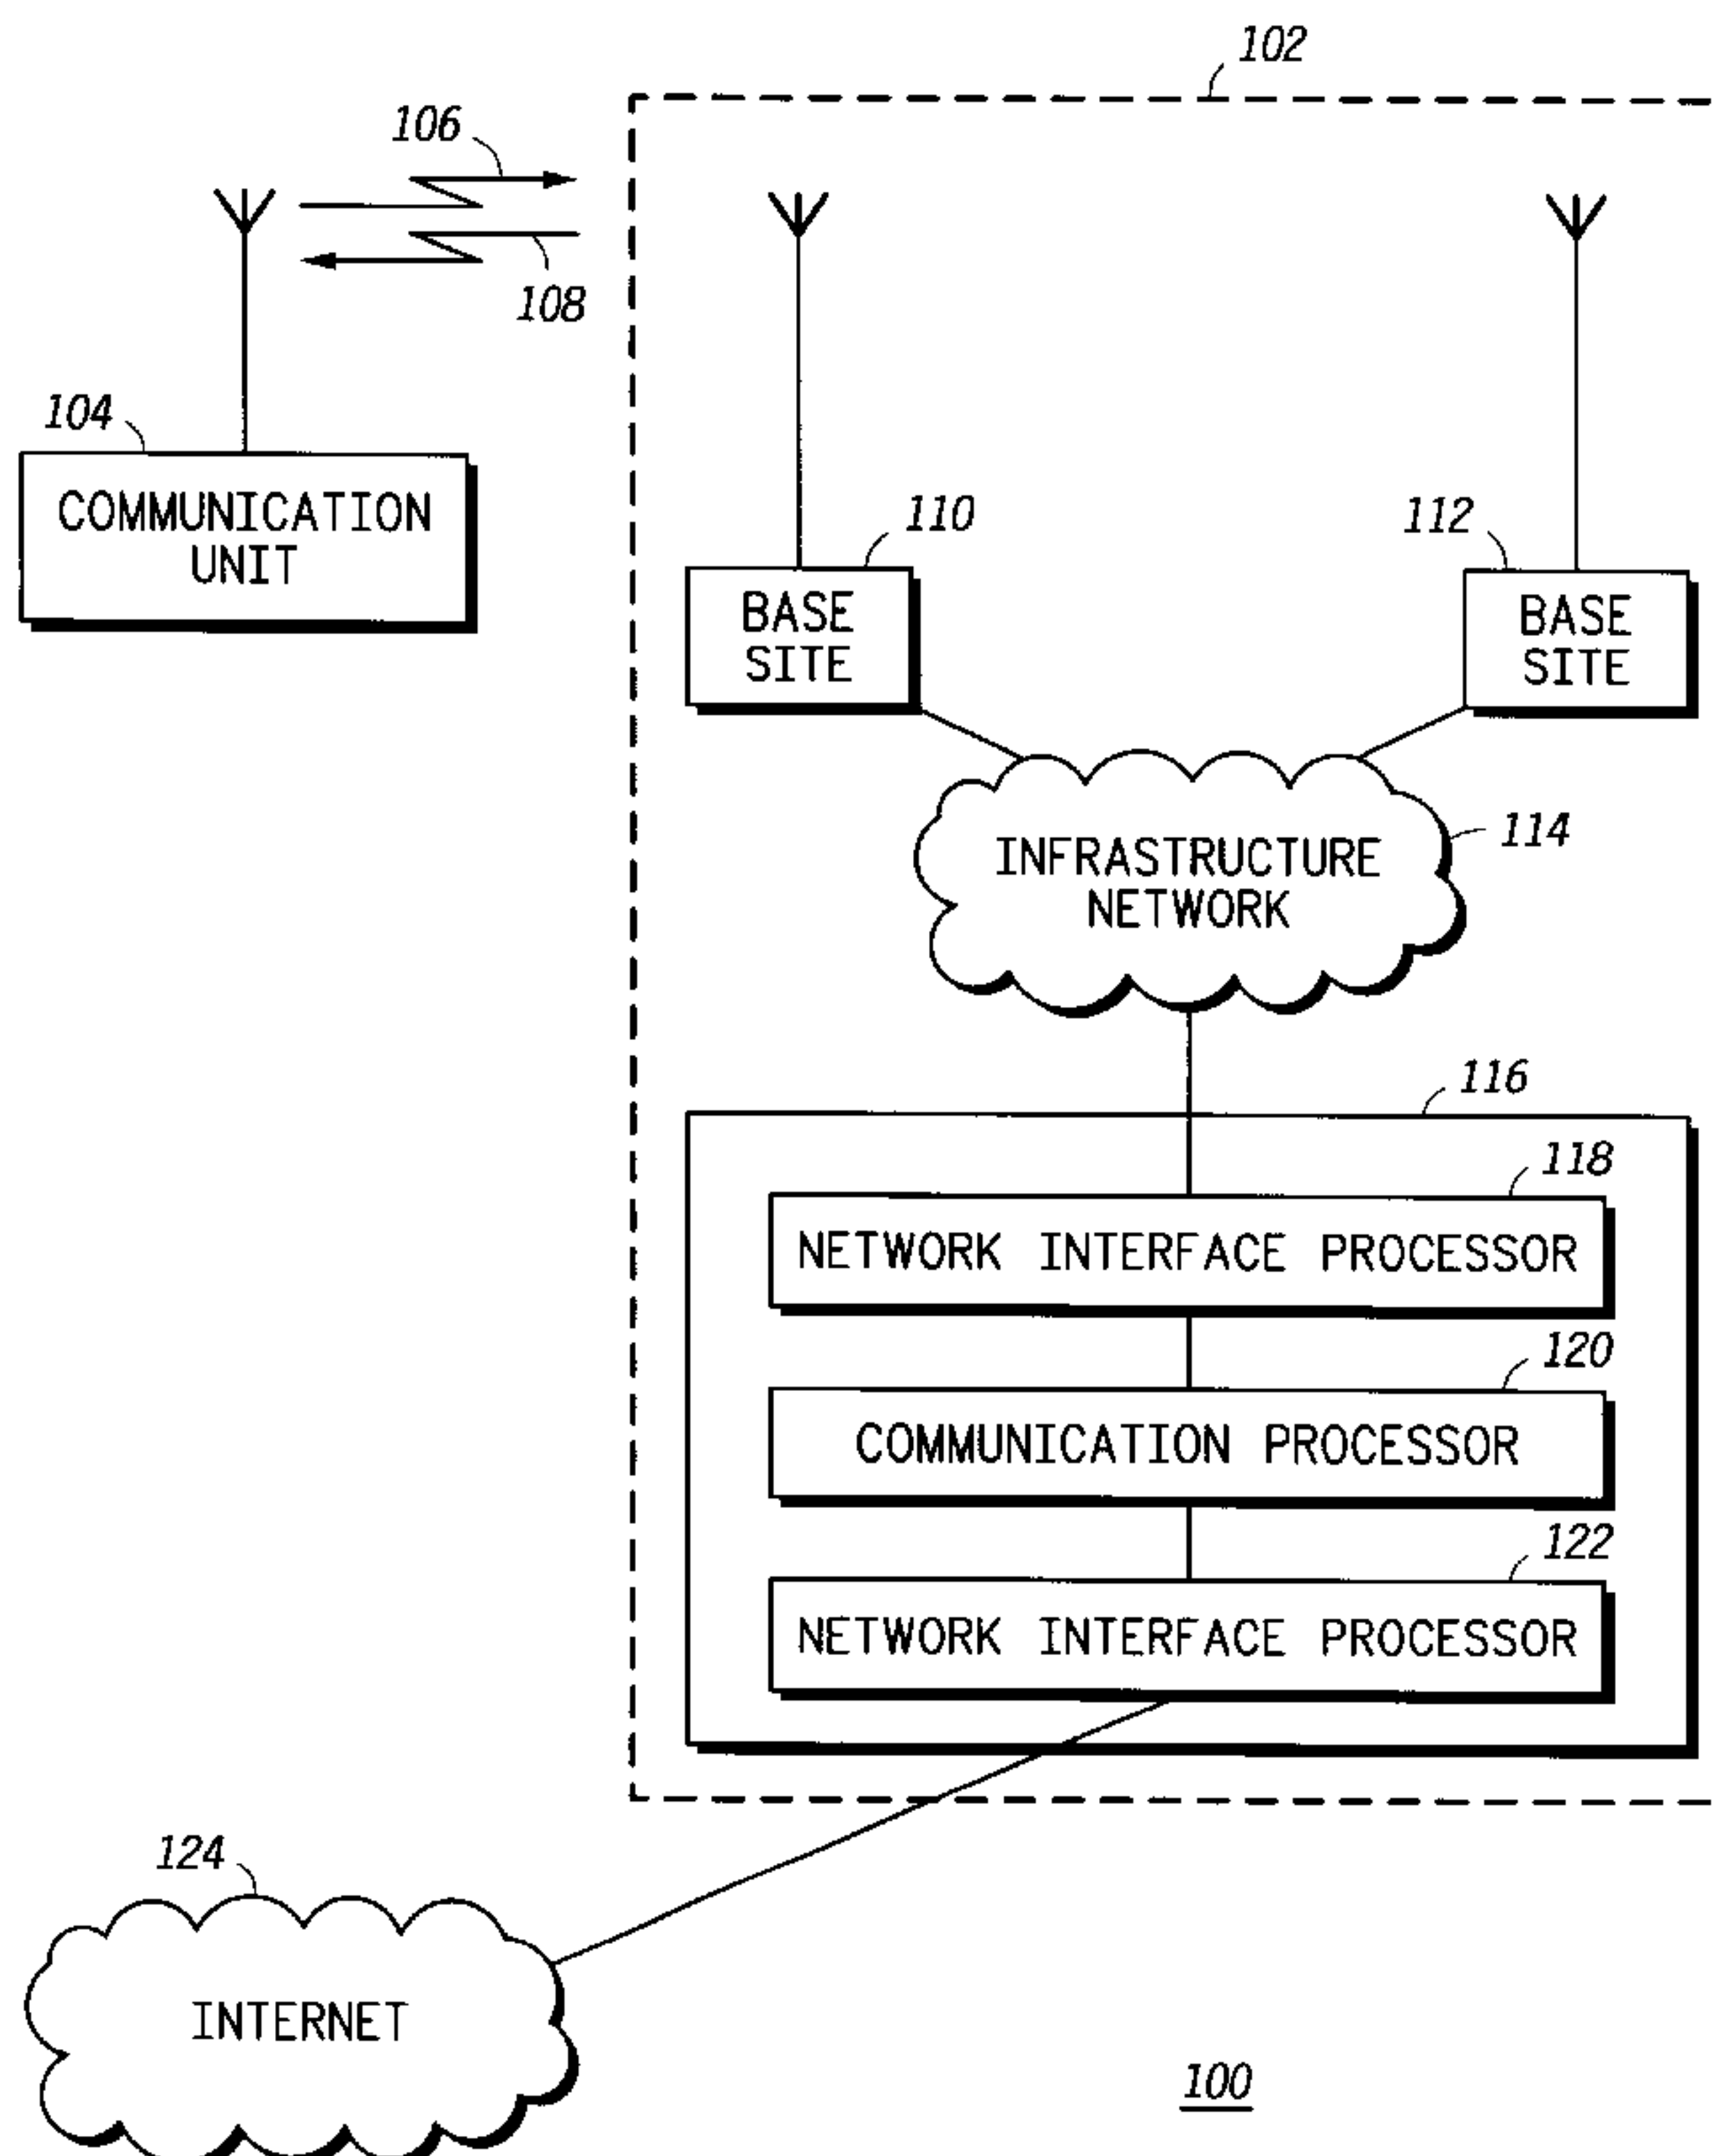 102
106
108
104
COMMUNICATION
UNIT
110
112
BASE
SITE
BASE
SITE
114
INFRASTRUCTURE
NETWORK
116
118
NETWORK INTERFACE PROCESSOR
120
COMMUNICATION PROCESSOR
122
NETWORK INTERFACE PROCESSOR
124
INTERNET
100